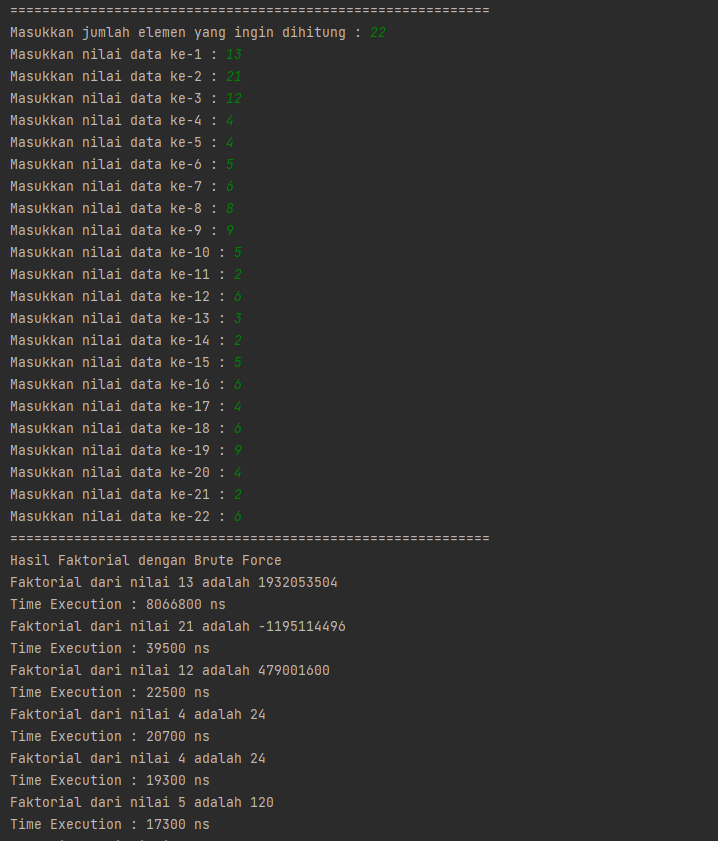 ============================================================
Masukkan jumlah elemen yang ingin dihitung : 22
Masukkan nilai data ke-1 : 13
Masukkan nilai data ke-2 : 21
Masukkan nilai data ke-3 : 12
Masukkan nilai data ke-4 : 4
Masukkan nilai data ke-5 : 4
Masukkan nilai data ke-6 : 5
Masukkan nilai data ke-7 : 6
Masukkan nilai data ke-8 : 8
Masukkan nilai data ke-9 : 9
Masukkan nilai data ke-10 : 5
Masukkan nilai data ke-11 : 2
Masukkan nilai data ke-12 : 6
Masukkan nilai data ke-13 : 3
Masukkan nilai data ke-14 : 2
Masukkan nilai data ke-15 : 5
Masukkan nilai data ke-16 : 6
Masukkan nilai data ke-17 : 4
Masukkan nilai data ke-18 : 6
Masukkan nilai data ke-19 : 9
Masukkan nilai data ke-20 : 4
Masukkan nilai data ke-21 : 2
Masukkan nilai data ke-22 : 6
============================================================
Hasil Faktorial dengan Brute Force
Faktorial dari nilai 13 adalah 1932053504
Time Execution : 8066800 ns
Faktorial dari nilai 21 adalah -1195114496
Time Execution : 39500 ns
Faktorial dari nilai 12 adalah 479001600
Time Execution : 22500 ns
Faktorial dari nilai 4 adalah 24
Time Execution : 20700 ns
Faktorial dari nilai 4 adalah 24
Time Execution : 19300 ns
Faktorial dari nilai 5 adalah 120
Time Execution : 17300 ns